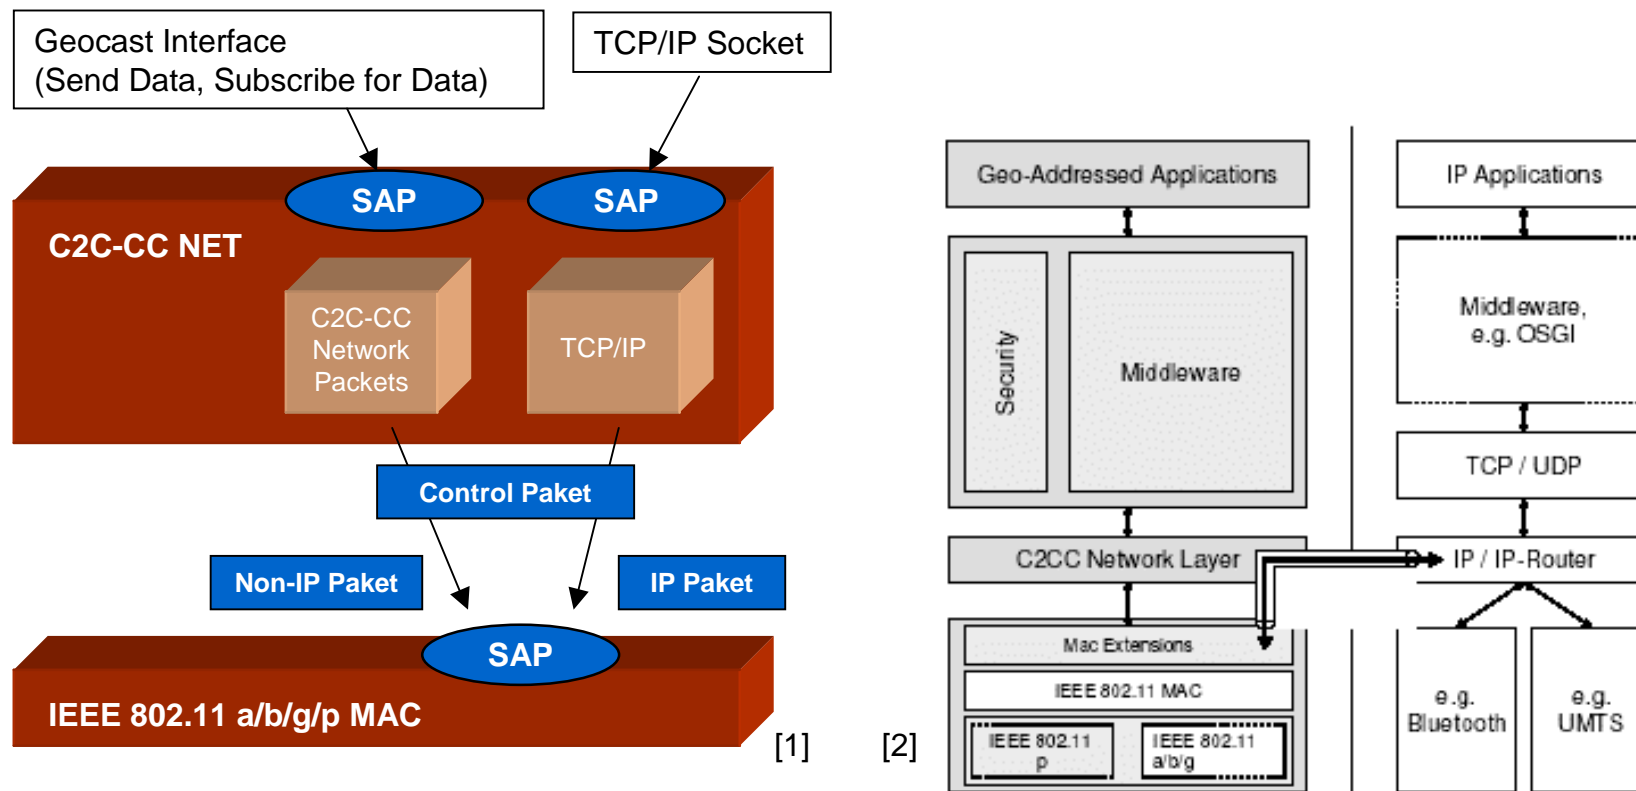 Geocast Interface
(Send Data, Subscribe for Data)
TCP/IP Socket
SAP
SAP
C2C-CC NET
C2C-CC
Network
Packets
TCP/IP
Control Paket
Non-IP Paket
IP Paket
SAP
IEEE 802.11 a/b/g/p MAC
[1]
[2]
Geo-Addressed Applications
Security
Middleware
C2CC Network Layer
Mac Extensions
IEEE 802.11 MAC
IEEE 802.11
p
IEEE 802.11
a/b/g
IP Applications
Middleware,
e.g. OSGI
TCP / UDP
IP / IP-Router
e.g.
Bluetooth
e.g.
UMTS